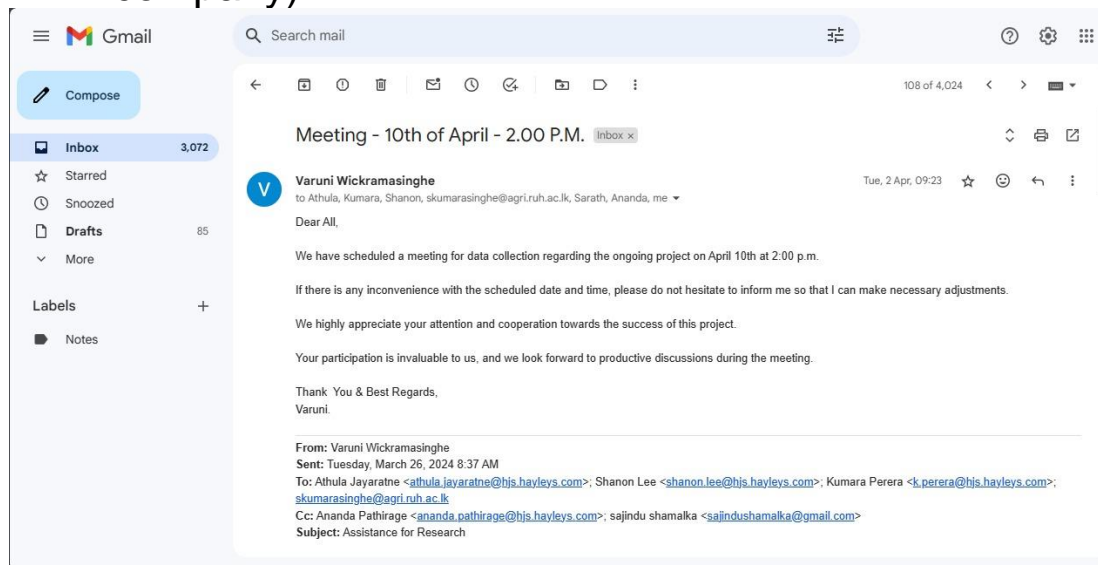 company)
Gmail
Search mail
Compose
108 of 4,024
Inbox 3,072
Starred
Snoozed
Drafts 85
More
Labels +
Notes
Meeting - 10th of April - 2.00 P.M. Inbox x
V
Varuni Wickramasinghe Tue, 2 Apr, 09:23
to Athula, Kumara, Shanon, skumarasinghe@agri.ruh.ac.lk, Sarath, Ananda, me
Dear All,
We have scheduled a meeting for data collection regarding the ongoing project on April 10th at 2:00 p.m.
If there is any inconvenience with the scheduled date and time, please do not hesitate to inform me so that I can make necessary adjustments.
We highly appreciate your attention and cooperation towards the success of this project.
Your participation is invaluable to us, and we look forward to productive discussions during the meeting.
Thank You & Best Regards,
Varuni.
From: Varuni Wickramasinghe
Sent: Tuesday, March 26, 2024 8:37 AM
To: Athula Jayaratne <athula.jayaratne@hjs.hayleys.com>; Shanon Lee <shanon.lee@hjs.hayleys.com>; Kumara Perera <k.perera@hjs.hayleys.com>;
skumarasinghe@agri.ruh.ac.lk
Cc: Ananda Pathirage <ananda.pathirage@hjs.hayleys.com>; sajindu shamalka <sajindushamalka@gmail.com>
Subject: Assistance for Research